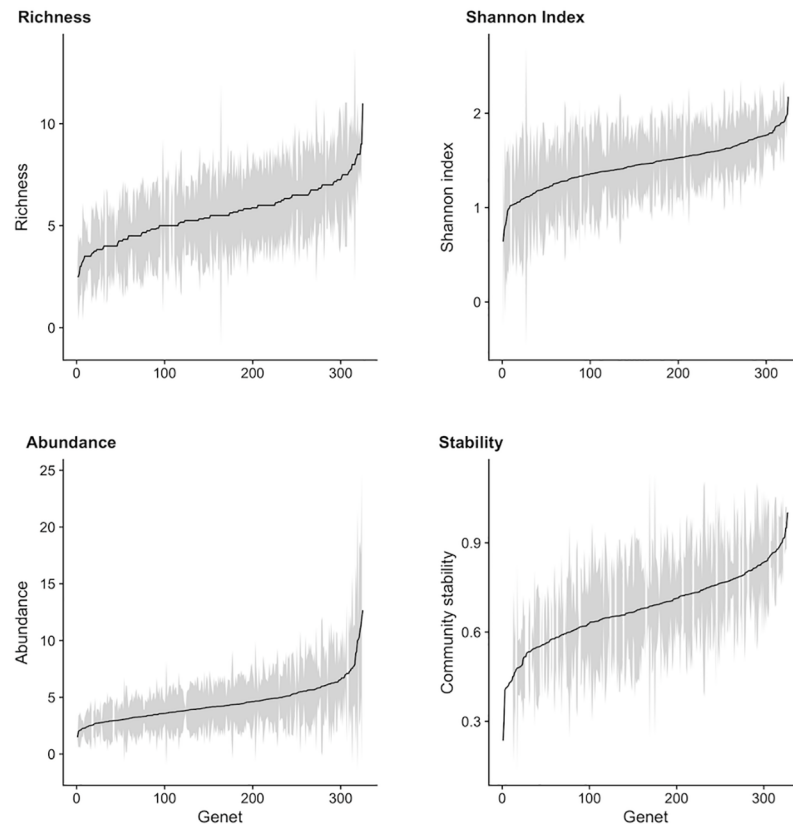 Richness
Richness
10
5
0
0 100 200 300
Shannon Index
Shannon index
2
1
0
0 100 200 300
Abundance
Abundance
25
20
15
10
5
0
0 100 200 300
Genet
Stability
Community stability
0.9
0.6
0.3
0 100 200 300
Genet